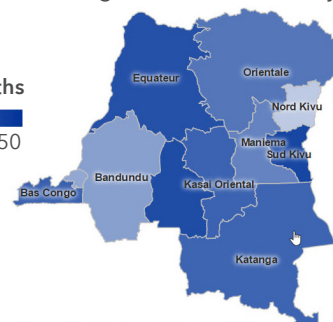 ths
50
Equateur
Orientale
Nord Kivu
Maniema
Sud Kivu
Kasai Oriental
Bandundu
Bas Congo
Katanga